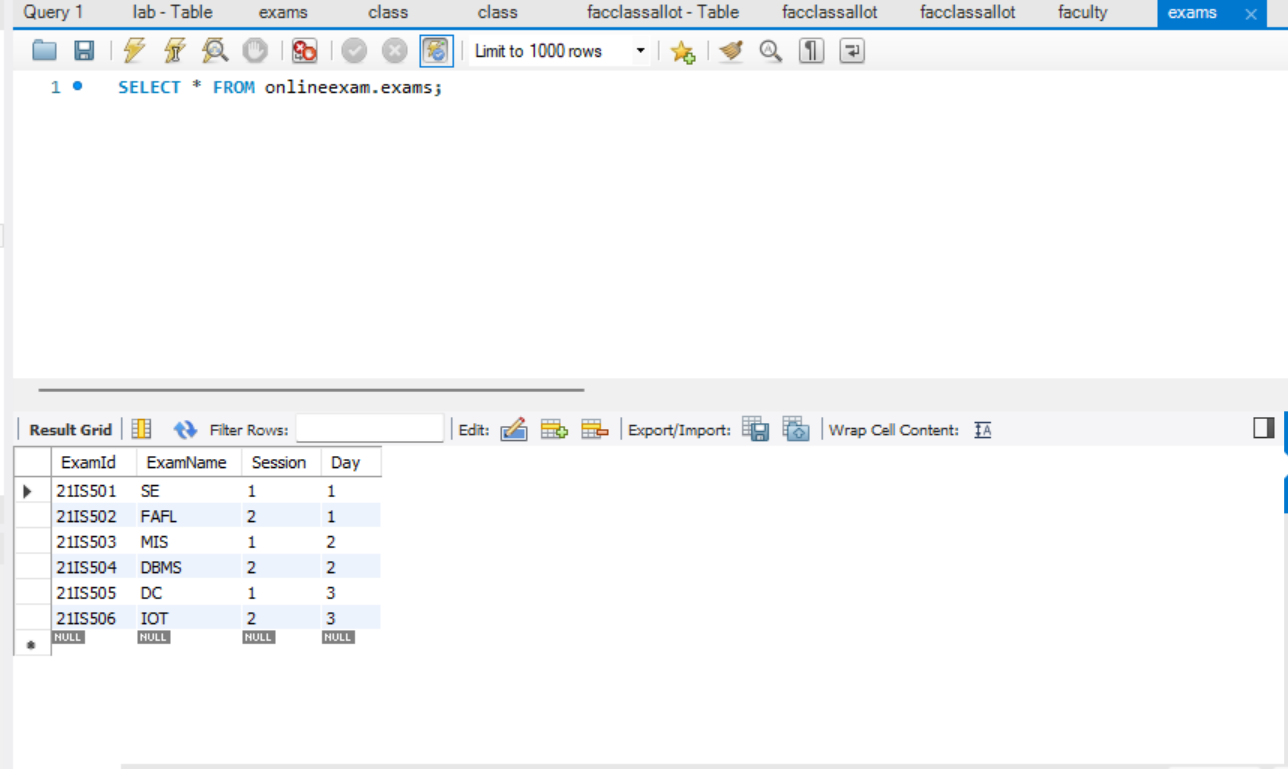 Query 1 lab - Table exams class class facclassallot - Table facclassallot facclassallot faculty exams
Limit to 1000 rows
1 SELECT * FROM onlineexam.exams;
Result Grid Filter Rows: Edit: Export/Import: Wrap Cell Content:
ExamId ExamName Session Day
21IS501 SE 1 1
21IS502 FAFL 2 1
21IS503 MIS 1 2
21IS504 DBMS 2 2
21IS505 DC 1 3
21IS506 IOT 2 3
NULL NULL NULL NULL